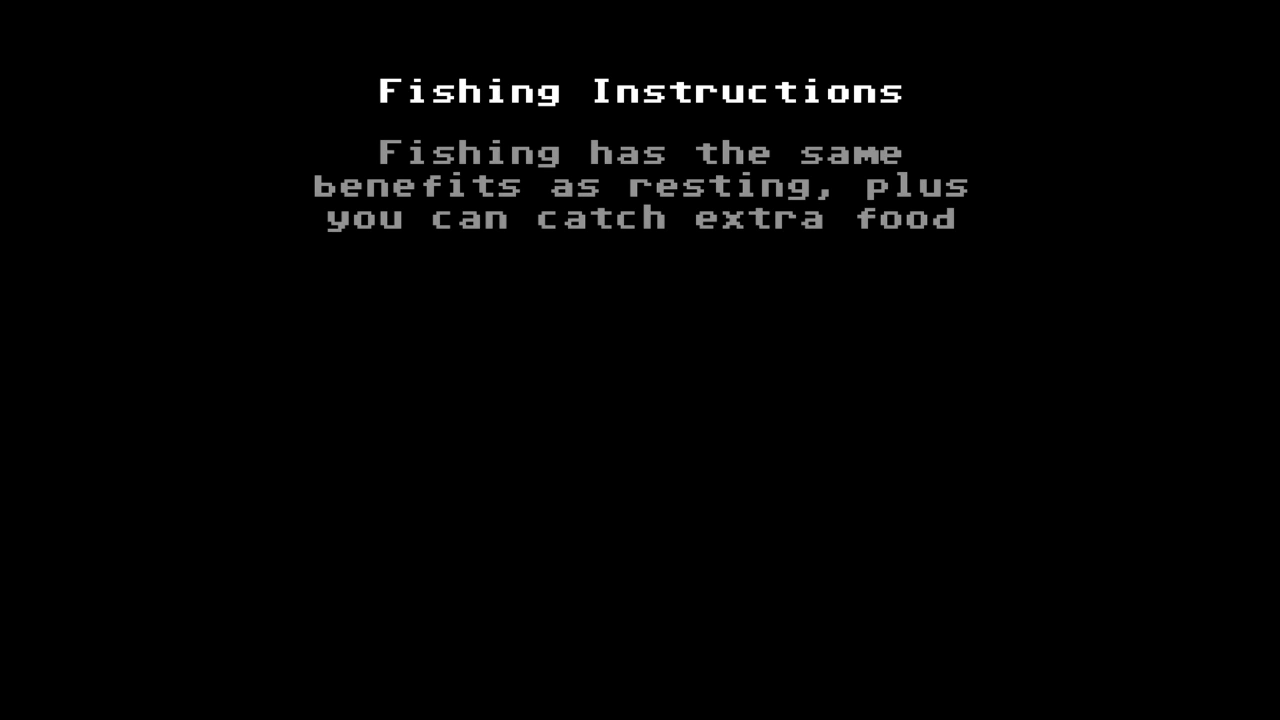 Fishing Instructions
Fishing has the same
benefits as resting, plus
you can catch extra food